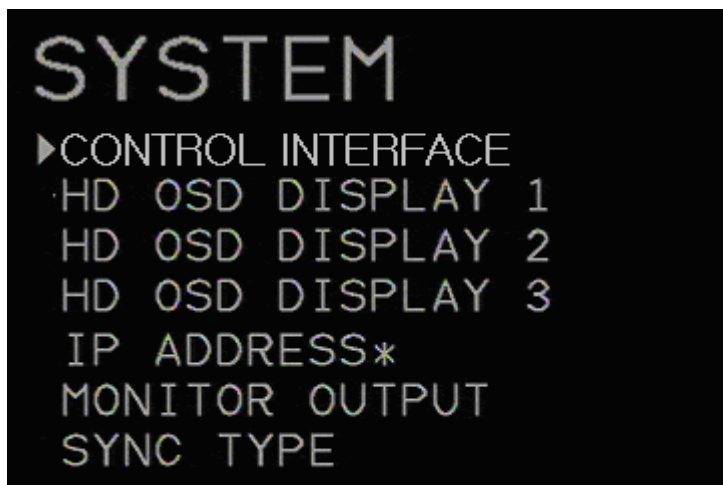 SYSTEM
▶CONTROL INTERFACE
HD OSD DISPLAY 1
HD OSD DISPLAY 2
HD OSD DISPLAY 3
IP ADDRESS*
MONITOR OUTPUT
SYNC TYPE